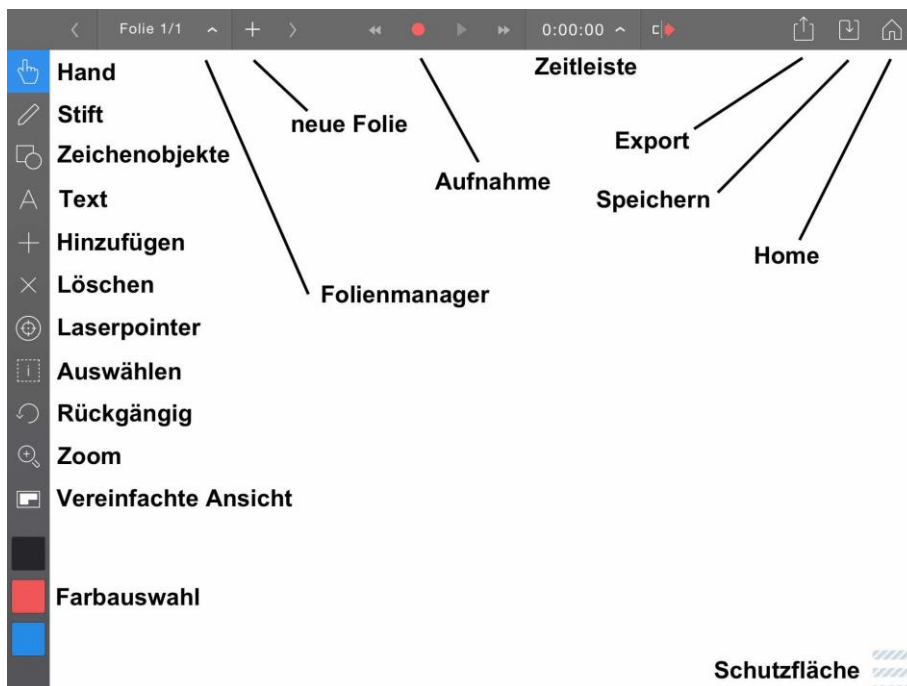 Folie 1/1
0:00:00
Hand
Zeitleiste
Stift
neue Folie
Export
Zeichenobjekte
Aufnahme
Text
Speichern
Hinzufügen
Home
Löschen
Folienmanager
Laserpointer
Auswählen
Rückgängig
Zoom
Vereinfachte Ansicht
Farbauswahl
Schutzfläche